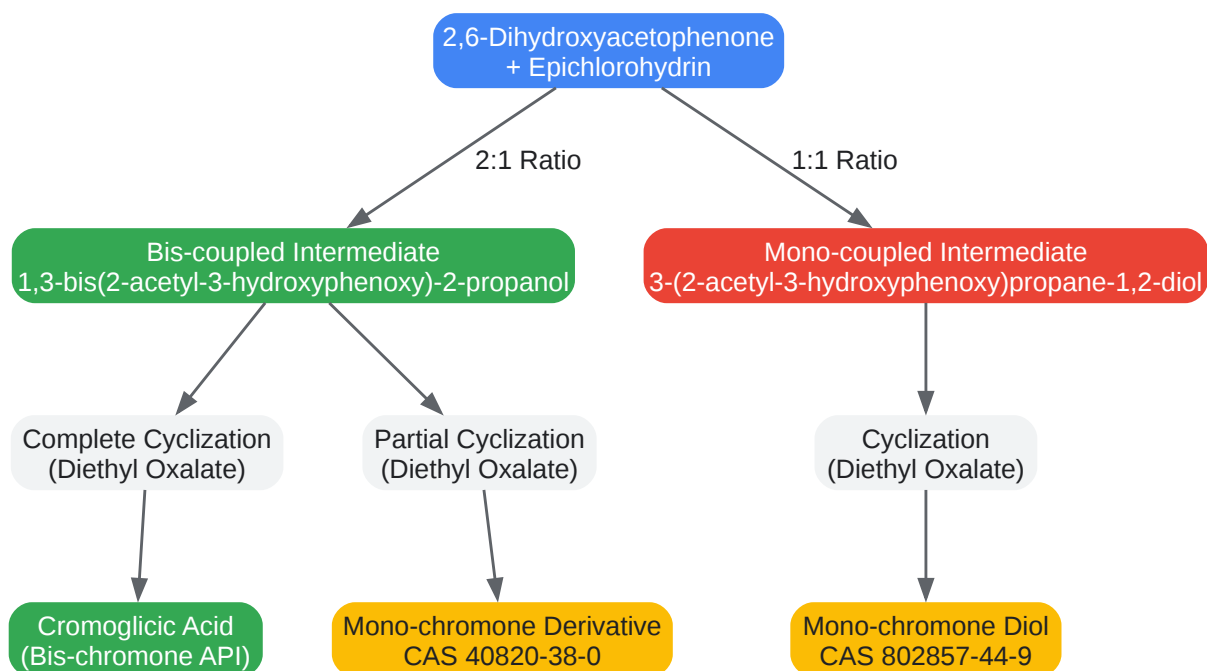 2,6-Dihydroxyacetophenone
+ Epichlorohydrin
2:1 Ratio
1:1 Ratio
Bis-coupled Intermediate
1,3-bis(2-acetyl-3-hydroxyphenoxy)-2-propanol
Mono-coupled Intermediate
3-(2-acetyl-3-hydroxyphenoxy)propane-1,2-diol
Complete Cyclization
(Diethyl Oxalate)
Partial Cyclization
(Diethyl Oxalate)
Cyclization
(Diethyl Oxalate)
Cromoglicic Acid
(Bis-chromone API)
Mono-chromone Derivative
CAS 40820-38-0
Mono-chromone Diol
CAS 802857-44-9